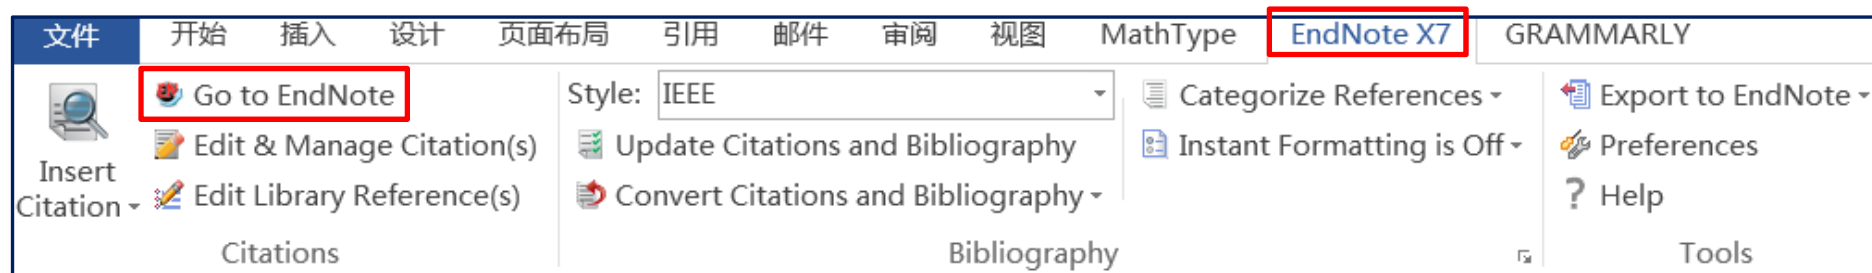 文件 开始 插入 设计 页面布局 引用 邮件 审阅 视图 MathType EndNote X7 GRAMMARLY
Insert Citation
Go to EndNote
Edit & Manage Citation(s)
Edit Library Reference(s)
Citations
Style: IEEE
Update Citations and Bibliography
Convert Citations and Bibliography
Categorize References
Instant Formatting is Off
Bibliography
Export to EndNote
Preferences
? Help
Tools